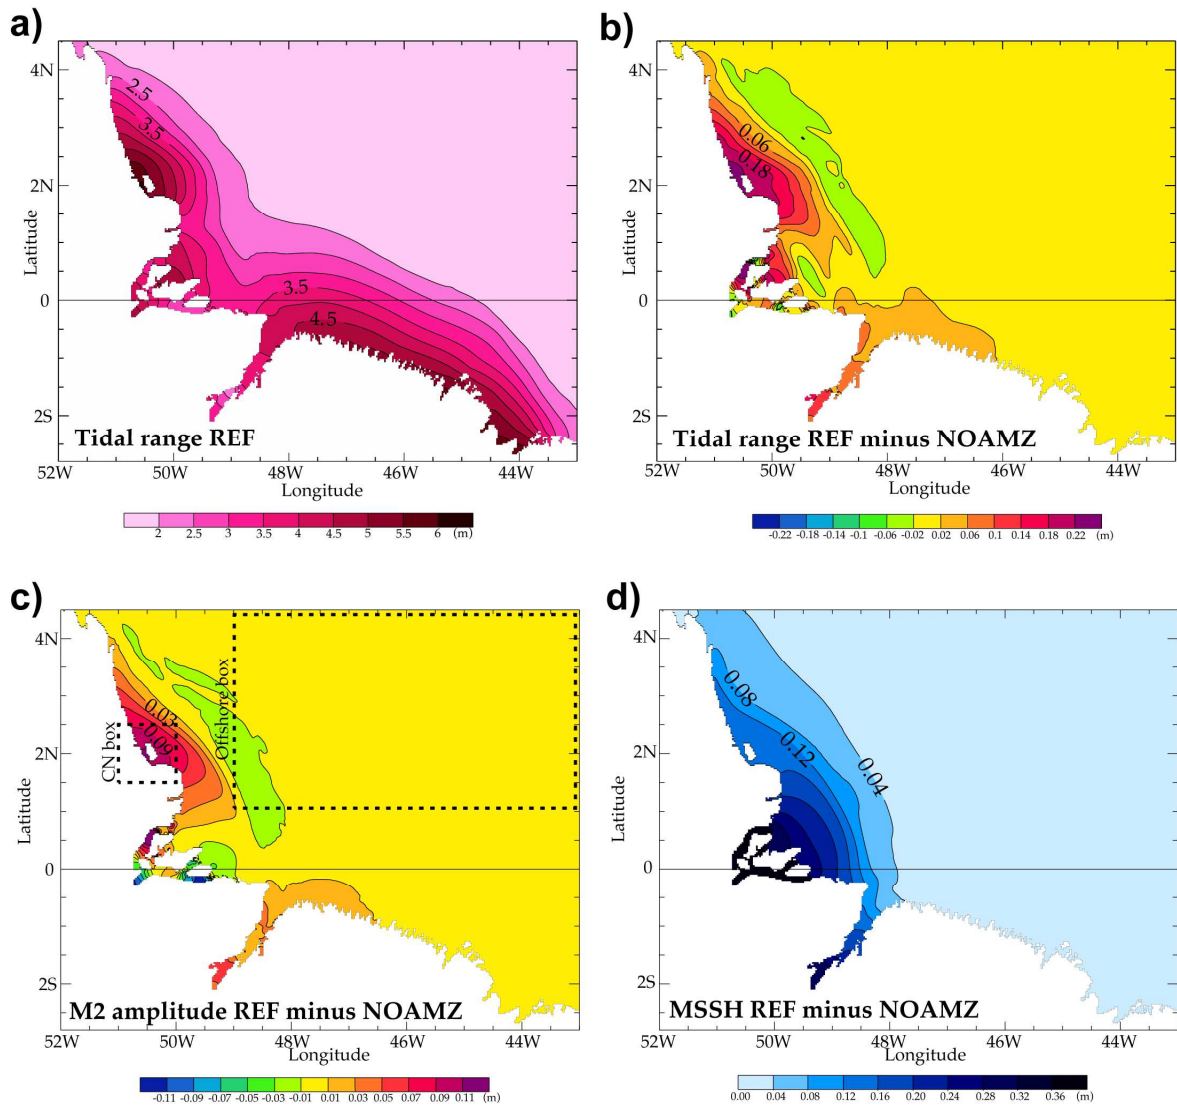 a)
4N
2N
0
2S
Latitude
2.5
3.5
3.5
4.5
Tidal range REF
52W 50W 48W 46W 44W
Longitude
2 2.5 3 3.5 4 4.5 5 5.5 6 (m)
b)
4N
2N
0
2S
Latitude
0.06
0.18
Tidal range REF minus NOAMZ
52W 50W 48W 46W 44W
Longitude
-0.22 -0.18 -0.14 -0.1 -0.06 -0.02 0.02 0.06 0.1 0.14 0.18 0.22 (m)
c)
4N
2N
0
2S
Latitude
0.03
0.09
CN box
Offshore box
M2 amplitude REF minus NOAMZ
52W 50W 48W 46W 44W
Longitude
-0.11 -0.09 -0.07 -0.05 -0.03 -0.01 0.01 0.03 0.05 0.07 0.09 0.11 (m)
d)
4N
2N
0
2S
Latitude
0.08
0.12
0.04
MSSH REF minus NOAMZ
52W 50W 48W 46W 44W
Longitude
0.00 0.04 0.08 0.12 0.16 0.20 0.24 0.28 0.32 0.36 (m)